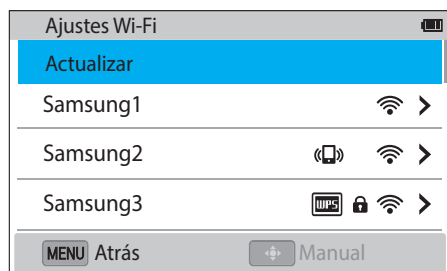 Ajustes Wi-Fi
Actualizar
Samsung1
Samsung2
Samsung3 WPS
MENU Atrás Manual